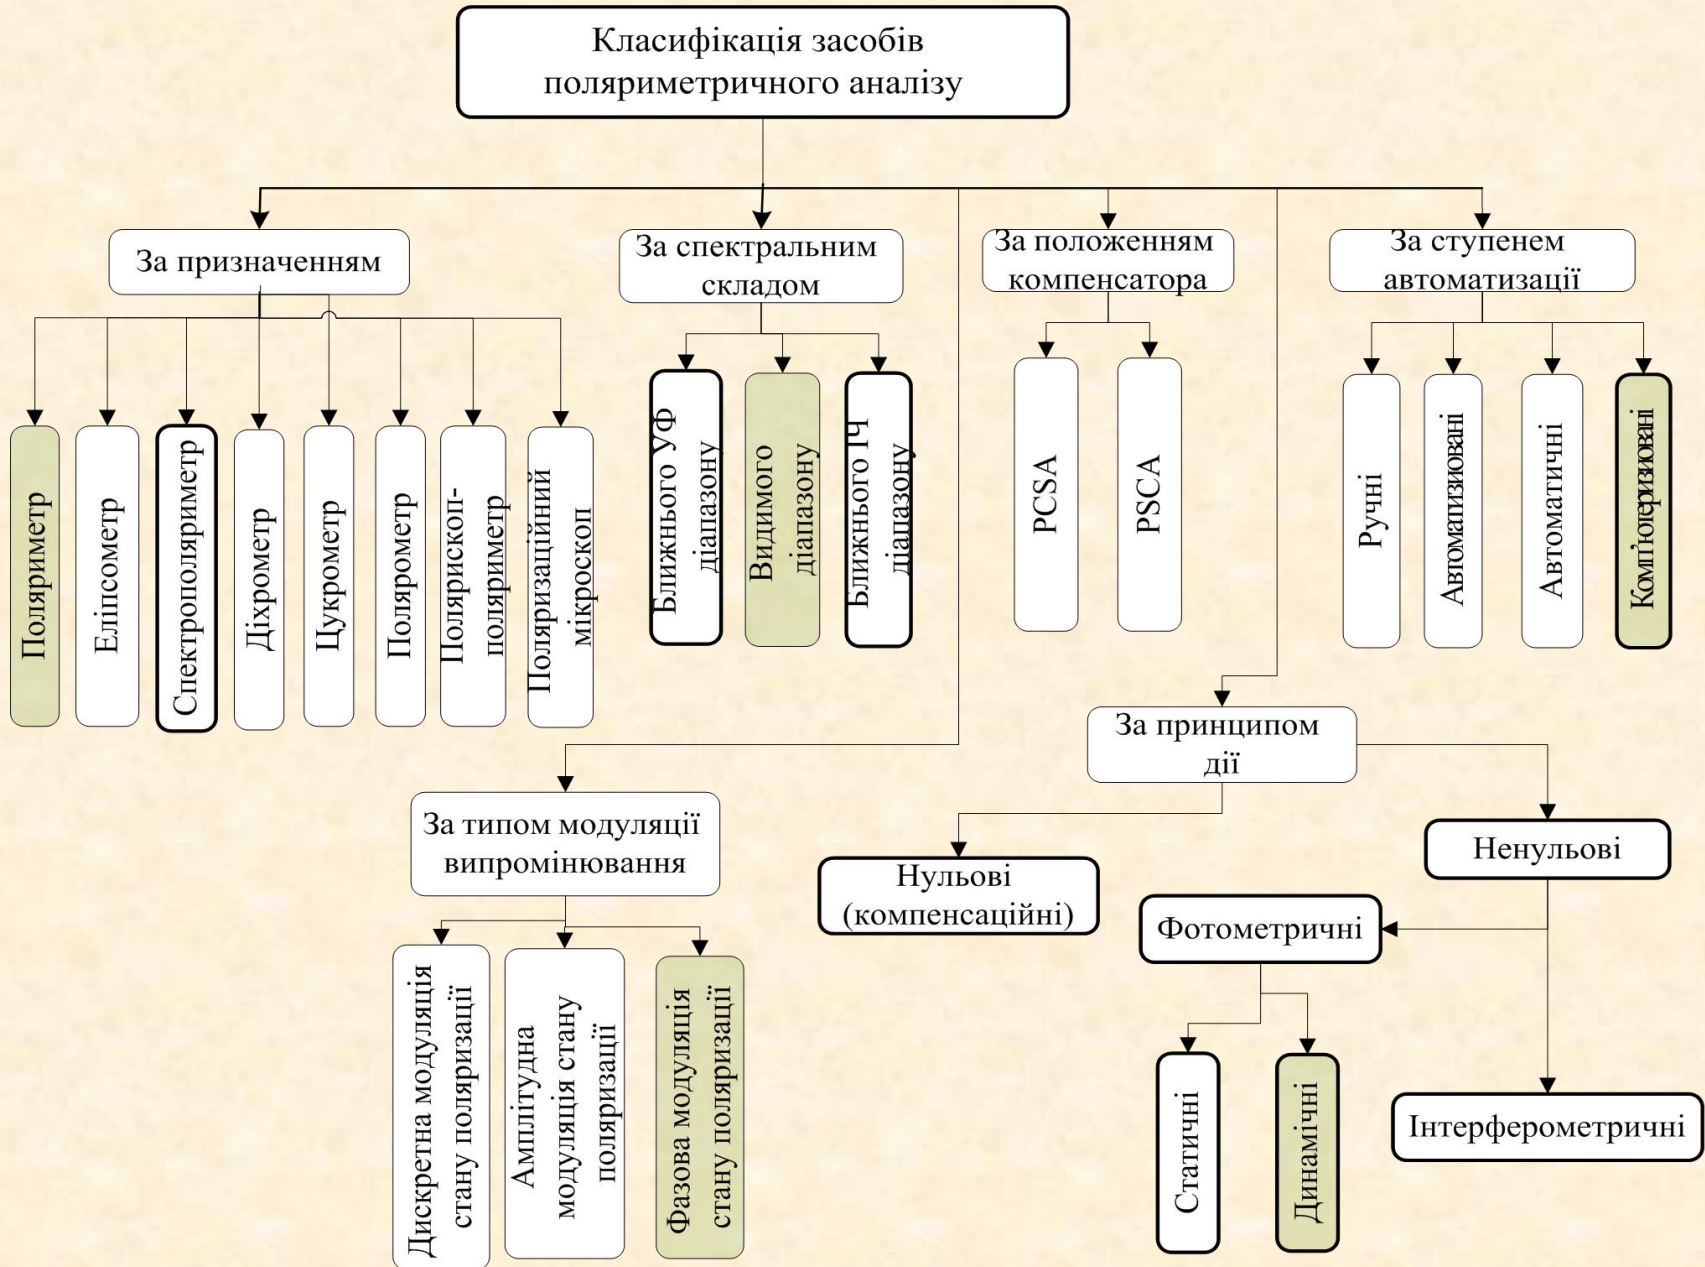 Класифікація засобів
поляриметричного аналізу
За призначенням
За спектральним
складом
За положенням
компенсатора
За ступенем
автоматизації
Поляриметр
Еліпсометр
Спектрополяриметр
Діхрометр
Цукрометр
Полярометр
Полярископ-
поляриметр
Поляризаційний
мікроскоп
Ближнього УФ
діапазону
Видимого
діапазону
Ближнього ІЧ
діапазону
PCSA
PSCA
Ручні
Автоматизиовані
Автоматичні
Комп'ютеризиовані
За принципом
дії
За типом модуляції
випромінювання
Нульові
(компенсаційні)
Ненульові
Фотометричні
Дискретна модуляція
стану поляризації
Амплітудна
модуляція стану
поляризації
Фазова модуляція
стану поляризації
Статичні
Динамічні
Інтерферометричні